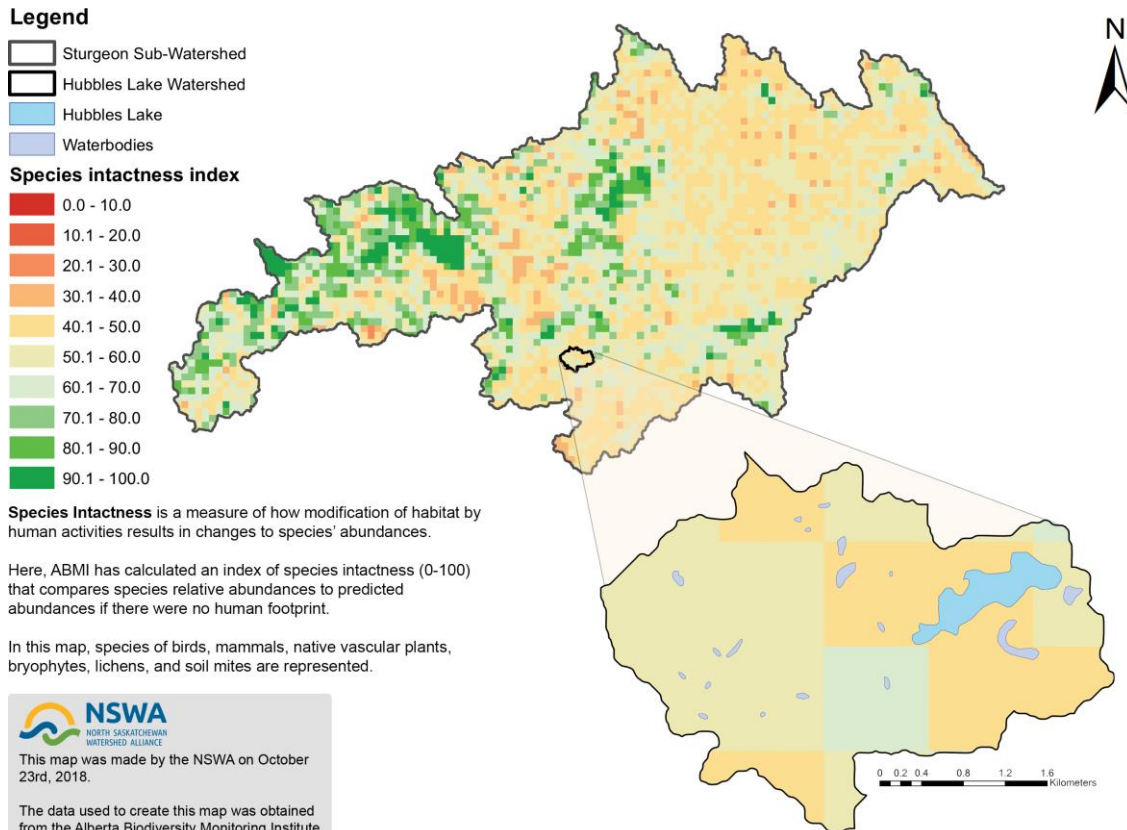 Legend
Sturgeon Sub-Watershed
Hubbles Lake Watershed
Hubbles Lake
Waterbodies
Species intactness index
0.0 - 10.0
10.1 - 20.0
20.1 - 30.0
30.1 - 40.0
40.1 - 50.0
50.1 - 60.0
60.1 - 70.0
70.1 - 80.0
80.1 - 90.0
90.1 - 100.0
Species Intactness is a measure of how modification of habitat by
human activities results in changes to species' abundances.
Here, ABMI has calculated an index of species intactness (0-100)
that compares species relative abundances to predicted
abundances if there were no human footprint.
In this map, species of birds, mammals, native vascular plants,
bryophytes, lichens, and soil mites are represented.
NSWA
NORTH SASKATCHEWAN
WATERSHED ALLIANCE
This map was made by the NSWA on October
23rd, 2018.
The data used to create this map was obtained
from the Alberta Biodiversity Monitoring Institute
N
0 0.2 0.4 0.8 1.2 1.6
Kilometers